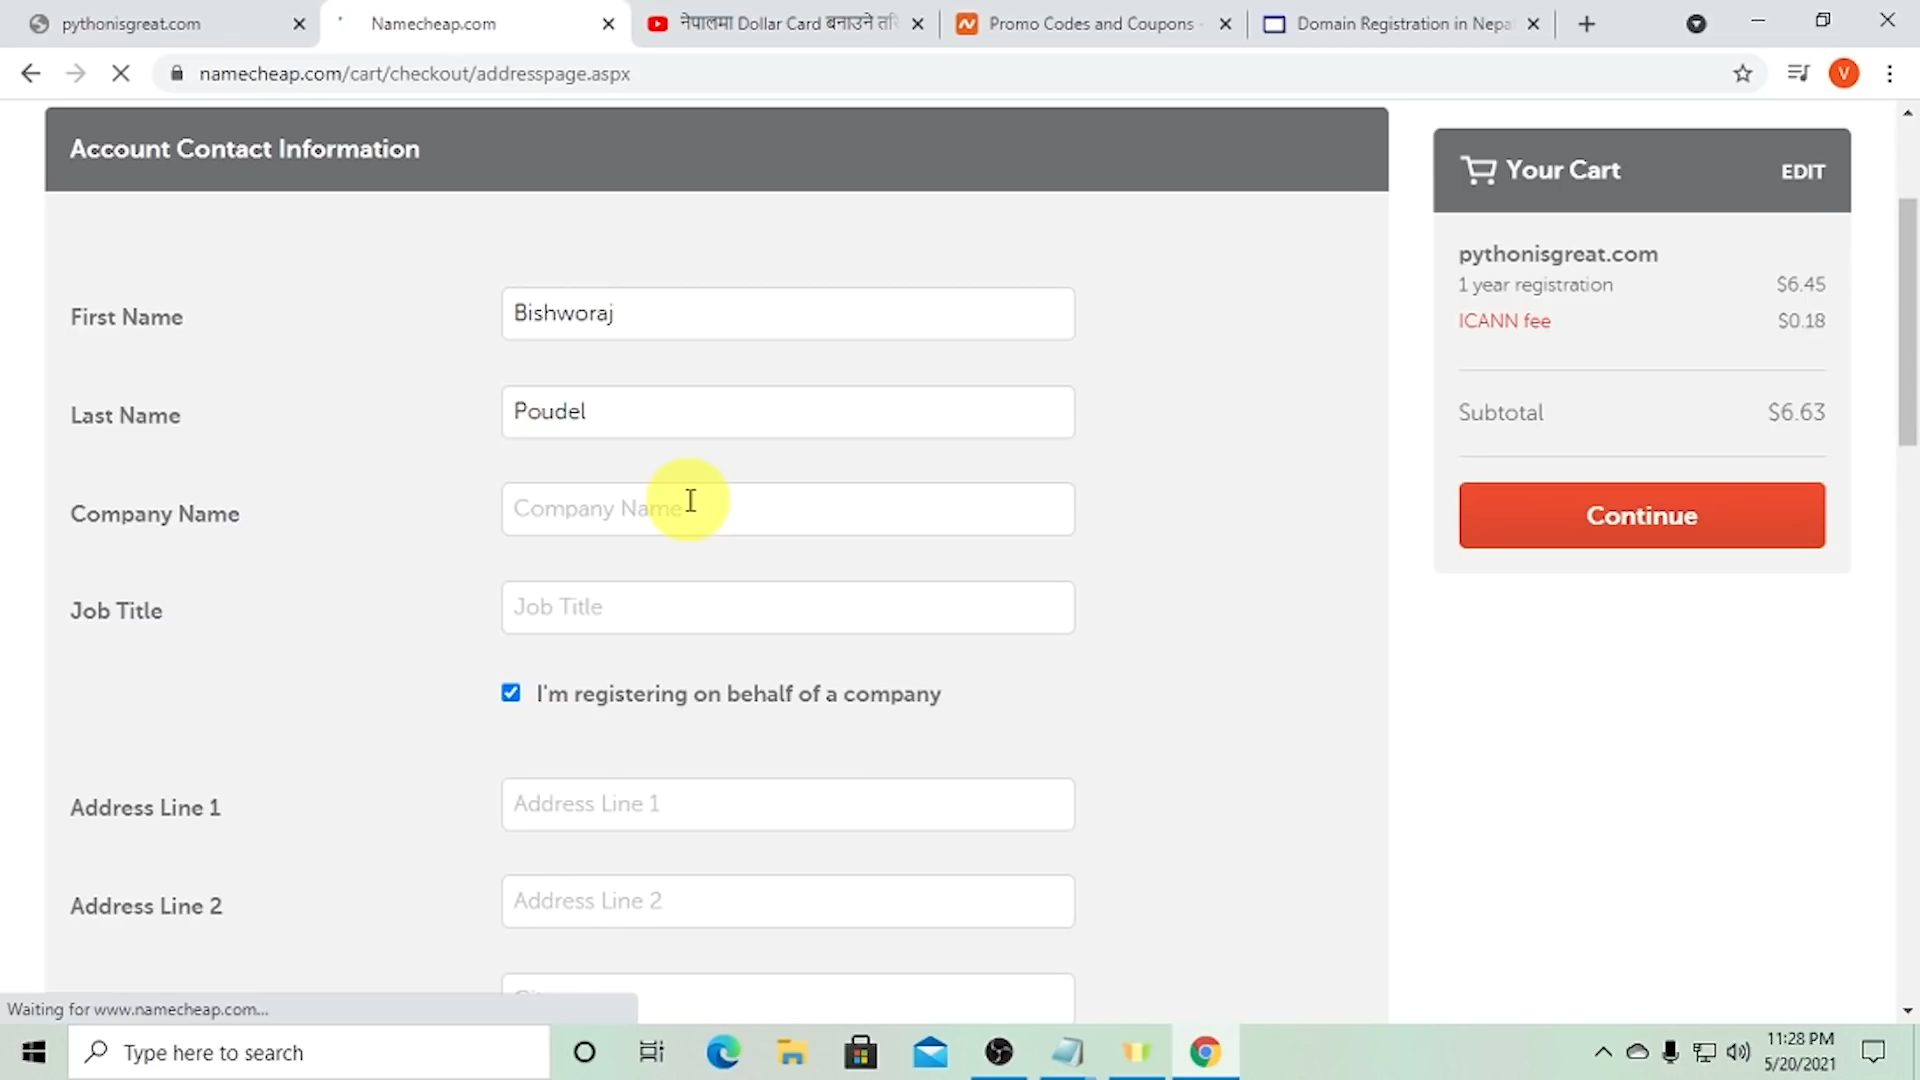 pythonisgreat.com
Namecheap.com
नेपालमा Dollar Card बनाउने तरि
Promo Codes and Coupons -
Domain Registration in Nepa
namecheap.com/cart/checkout/addresspage.aspx
V
Account Contact Information
First Name
Bishworaj
Last Name
Poudel
Company Name
Company Name
Job Title
Job Title
I'm registering on behalf of a company
Address Line 1
Address Line 1
Address Line 2
Address Line 2
Your Cart
EDIT
pythonisgreat.com
1 year registration
$6.45
ICANN fee
$0.18
Subtotal
$6.63
Continue
Waiting for www.namecheap.com...
Type here to search
11:28 PM
5/20/2021